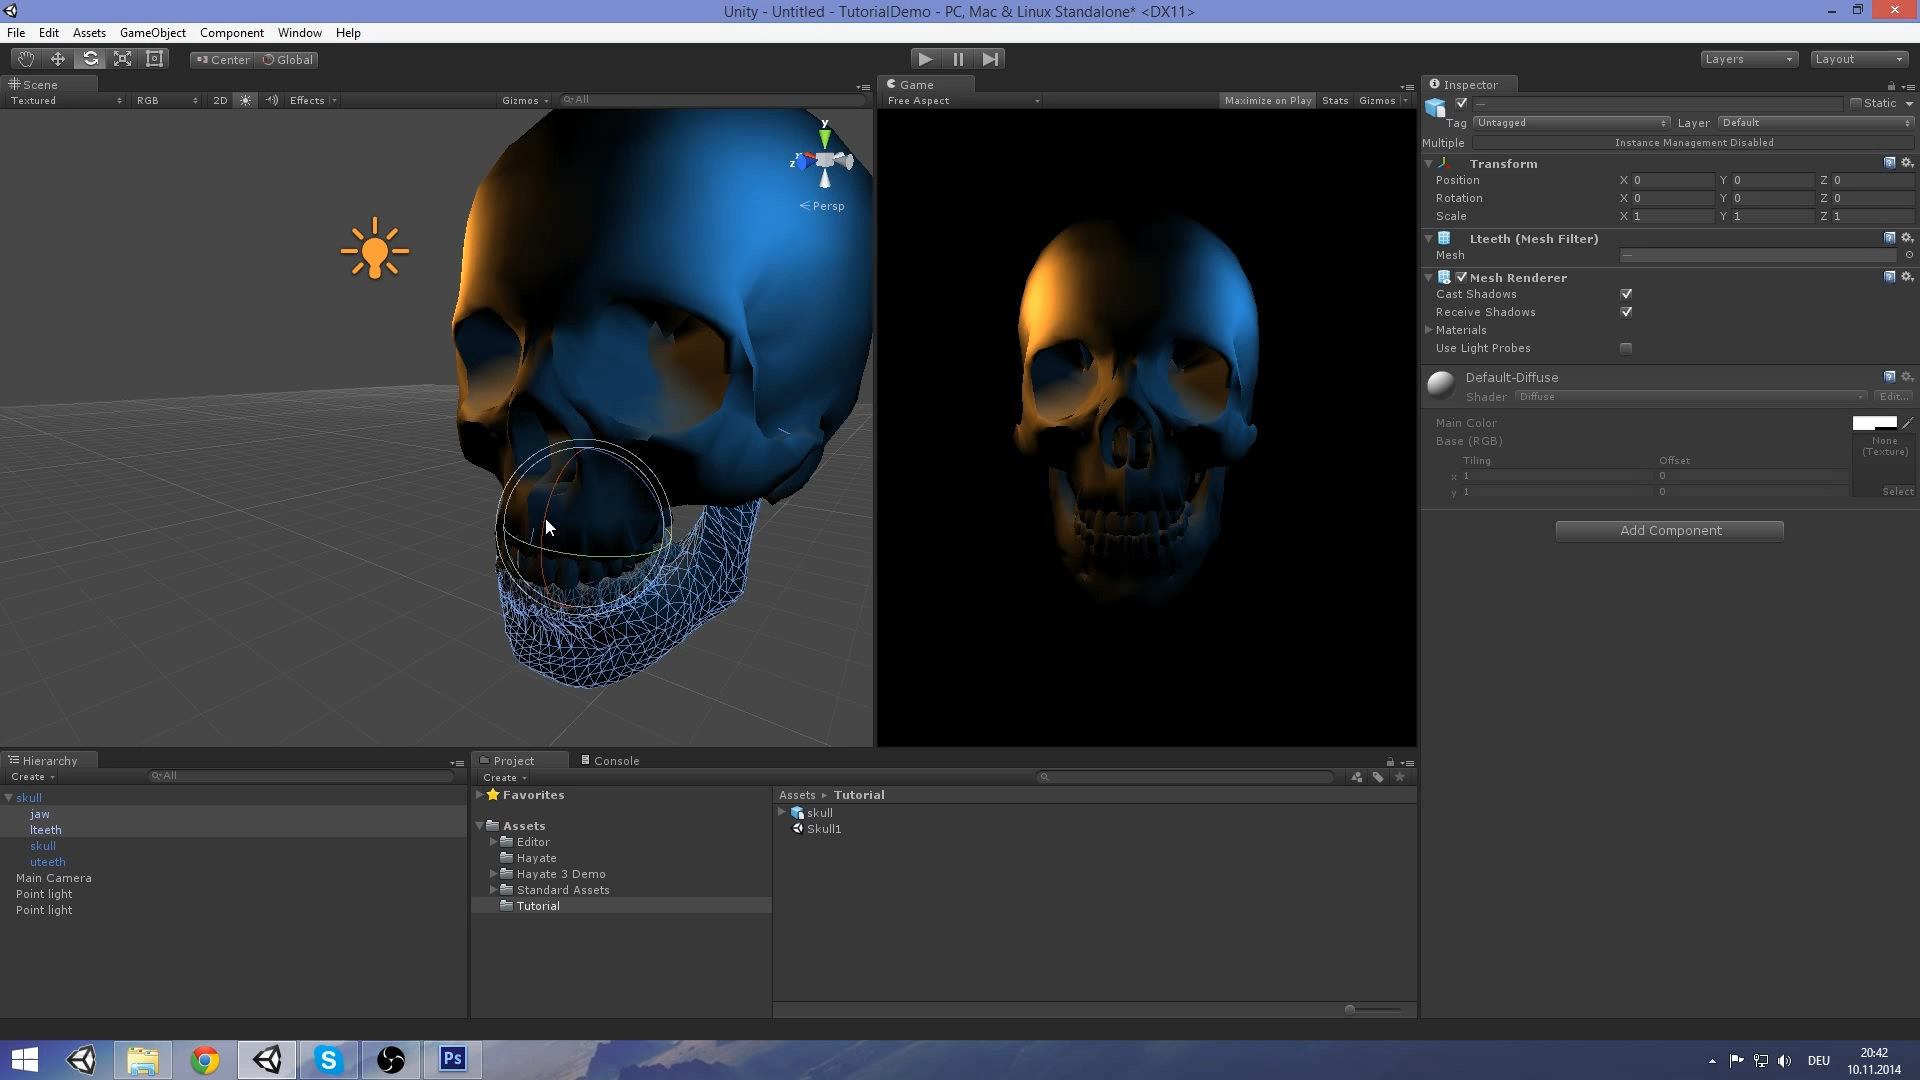 Unity - Untitled - TutorialDemo - PC, Mac & Linux Standalone* <DX11>
File Edit Assets GameObject Component Window Help
Center Global Layers Layout
Scene
Textured RGB 2D Effects Gizmos All
y
x
z
Persp
Game
Free Aspect Maximize on Play Stats Gizmos
Inspector
— Static
Tag Untagged Layer Default
Multiple Instance Management Disabled
Transform
Position X 0 Y 0 Z 0
Rotation X 0 Y 0 Z 0
Scale X 1 Y 1 Z 1
Lteeth (Mesh Filter)
Mesh —
Mesh Renderer
Cast Shadows
Receive Shadows
Materials
Use Light Probes
Default-Diffuse
Shader Diffuse Edit...
Main Color
Base (RGB) None
(Texture)
Tiling Offset
x 1 0
y 1 0 Select
Add Component
Hierarchy
Create All
skull
jaw
lteeth
skull
uteeth
Main Camera
Point light
Point light
Project Console
Create
Favorites
Assets
Editor
Hayate
Hayate 3 Demo
Standard Assets
Tutorial
Assets Tutorial
skull
Skull1
Ps
DEU
20:42
10.11.2014